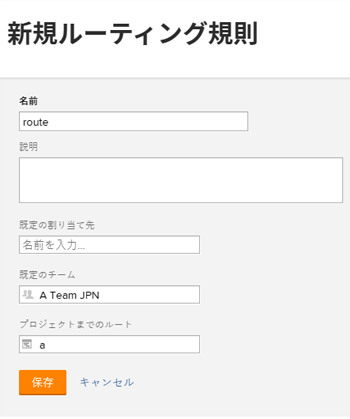 新規ルーティング規則
名前
route
説明
既定の割り当て先
名前を入力...
既定のチーム
A Team JPN
プロジェクトまでのルート
a
保存 キャンセル